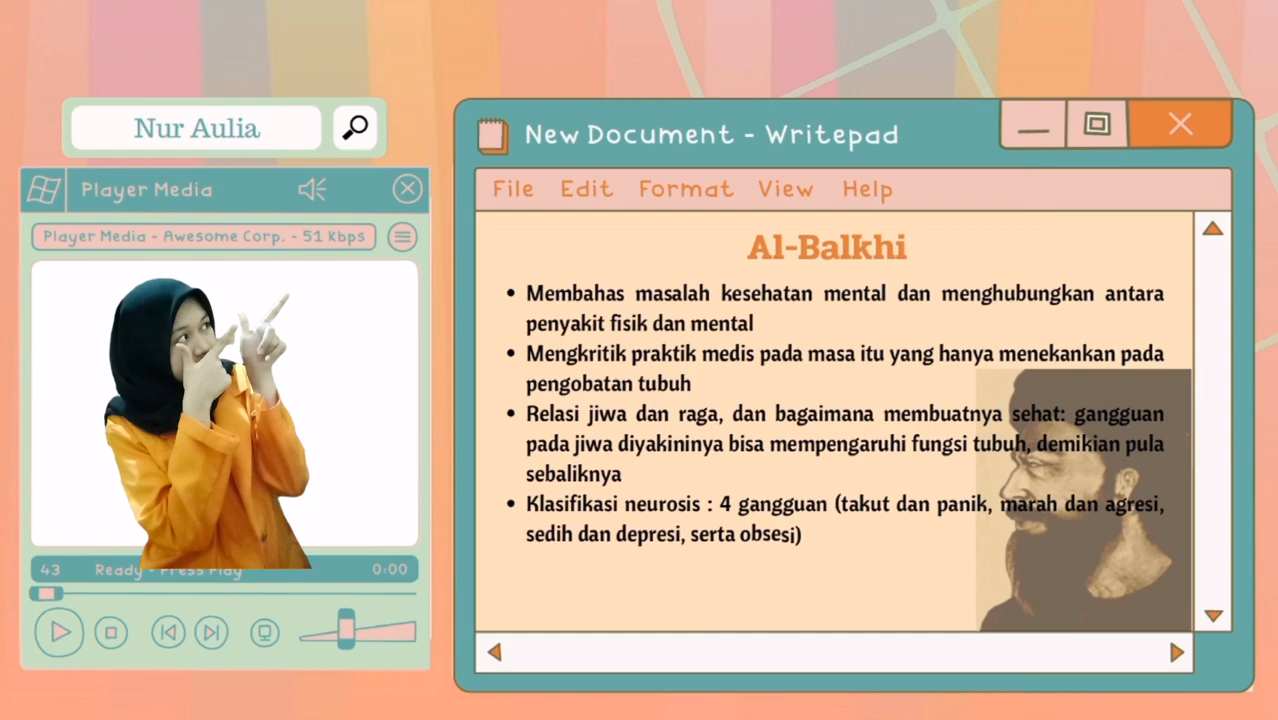 Nur Aulia
Player Media
Player Media - Awesome Corp. - 51 Kbps
43 Ready - Press Play 0:00
New Document - Writepad
File Edit Format View Help
Al-Balkhi
• Membahas masalah kesehatan mental dan menghubungkan antara
penyakit fisik dan mental
• Mengkritik praktik medis pada masa itu yang hanya menekankan pada
pengobatan tubuh
• Relasi jiwa dan raga, dan bagaimana membuatnya sehat: gangguan
pada jiwa diyakininya bisa mempengaruhi fungsi tubuh, demikian pula
sebaliknya
• Klasifikasi neurosis : 4 gangguan (takut dan panik, marah dan agresi,
sedih dan depresi, serta obsesi)